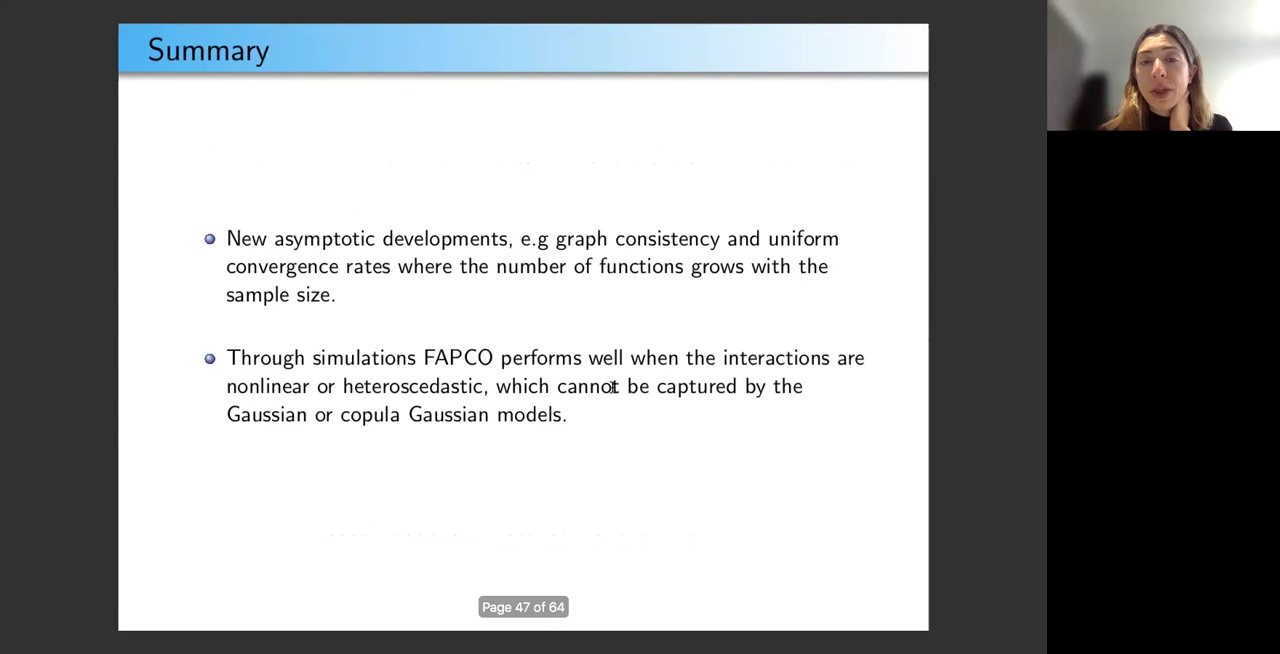 Summary
New asymptotic developments, e.g graph consistency and uniform
convergence rates where the number of functions grows with the
sample size.
Through simulations FAPCO performs well when the interactions are
nonlinear or heteroscedastic, which cannot be captured by the
Gaussian or copula Gaussian models.
Page 47 of 64